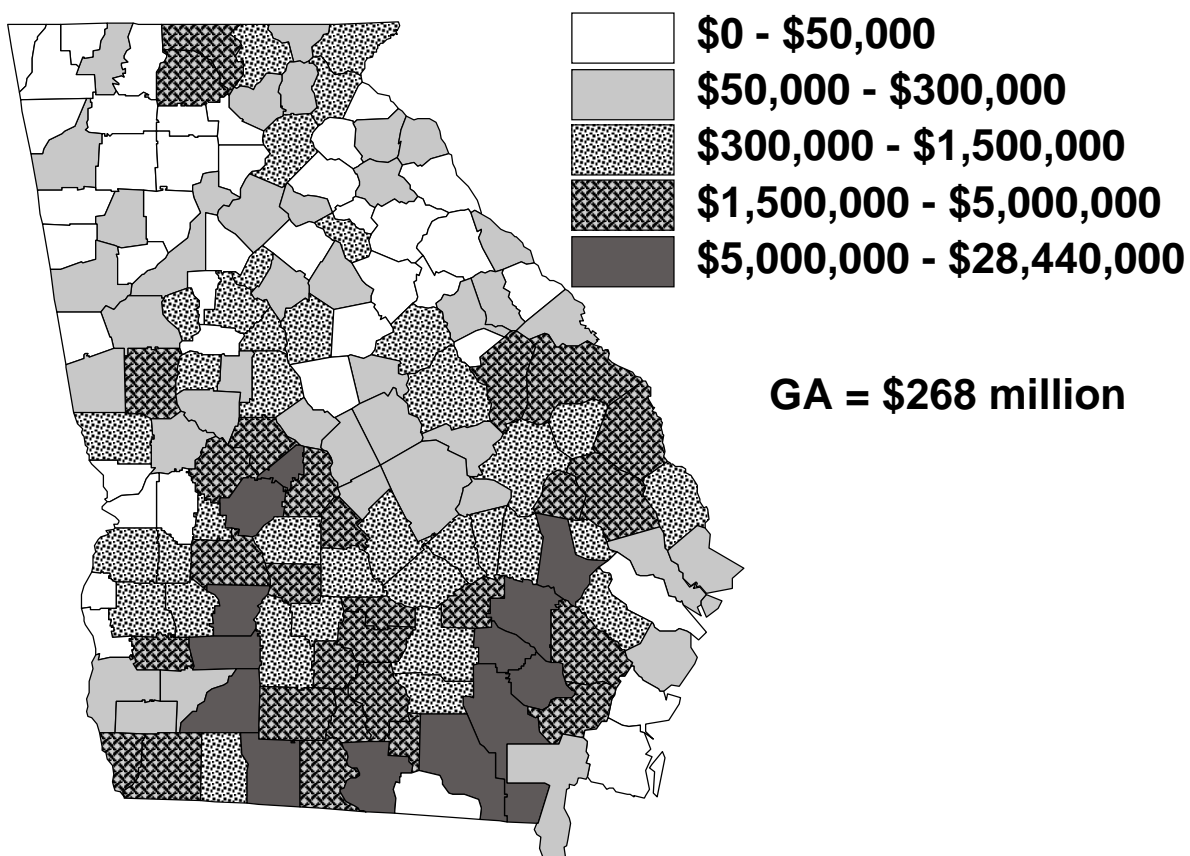 $0 - $50,000
$50,000 - $300,000
$300,000 - $1,500,000
$1,500,000 - $5,000,000
$5,000,000 - $28,440,000
GA = $268 million